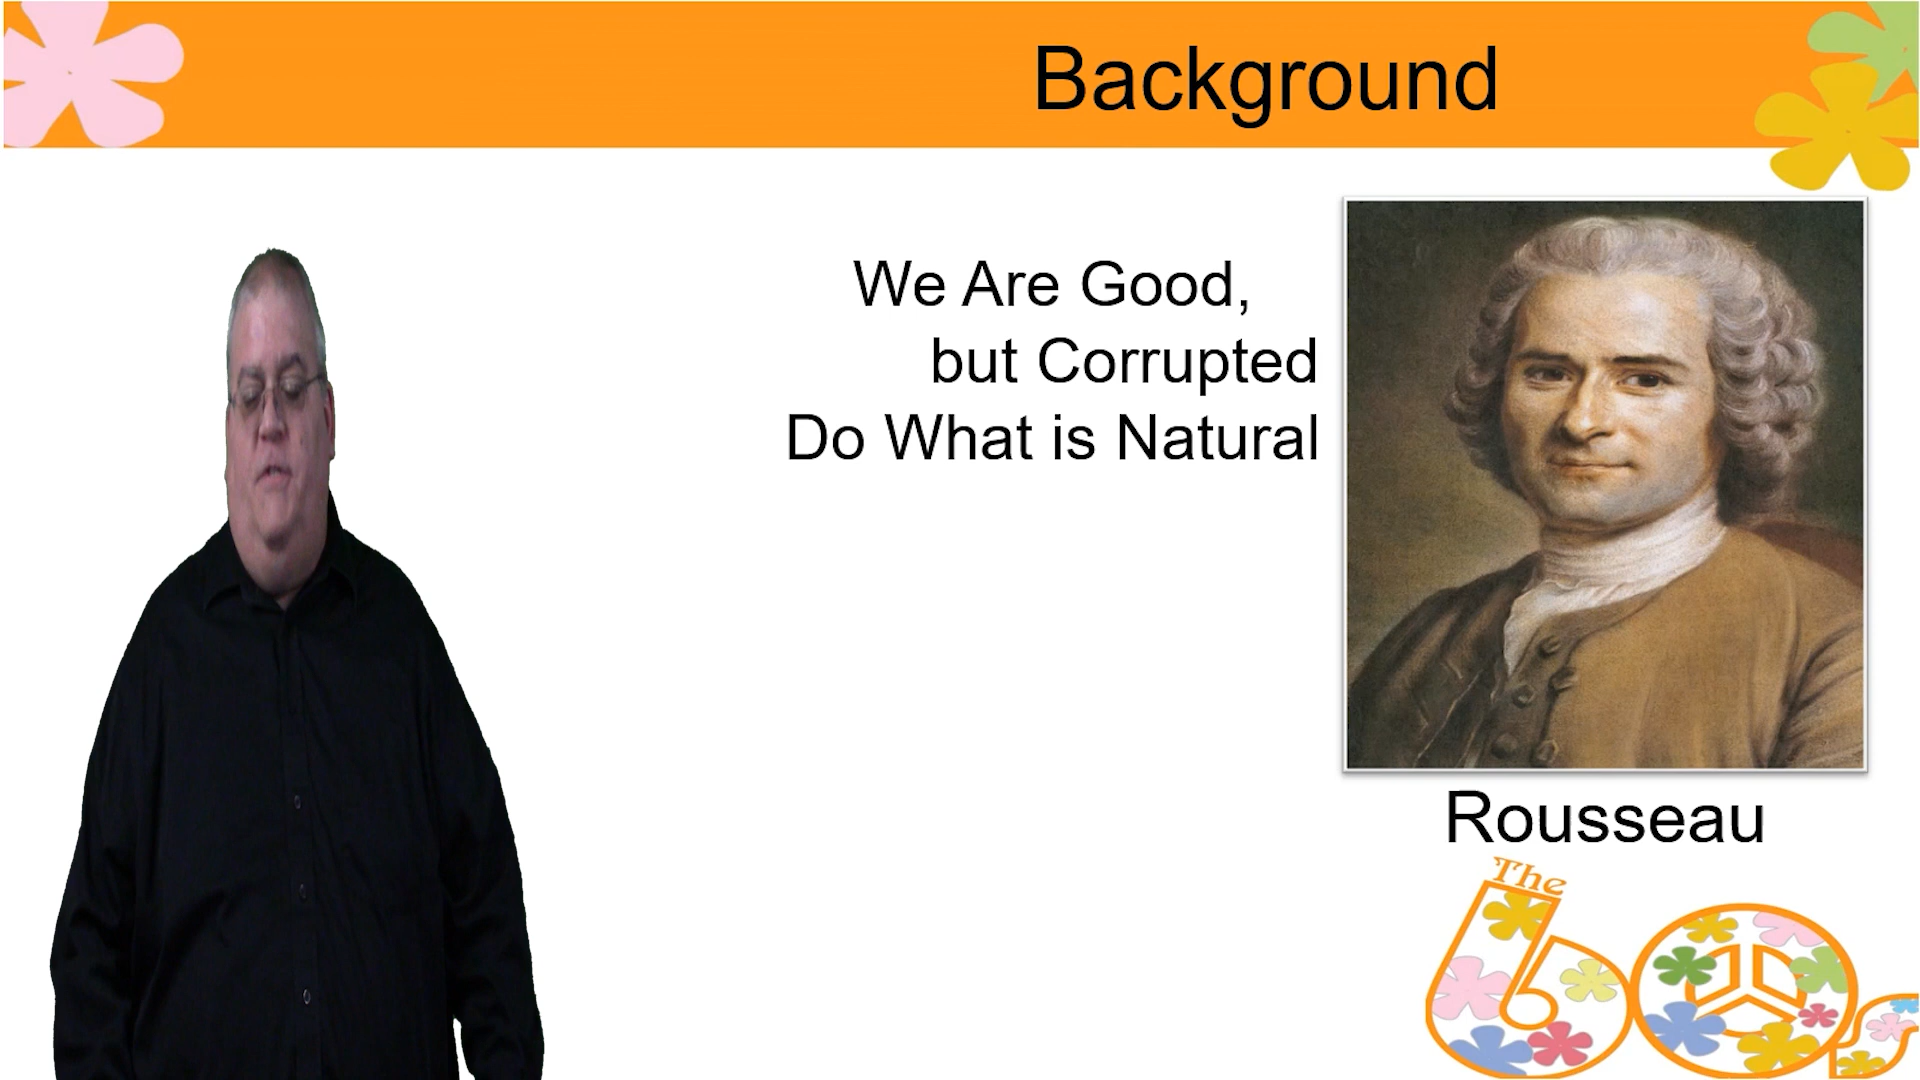 Background
We Are Good,
but Corrupted
Do What is Natural
Rousseau
The
60s